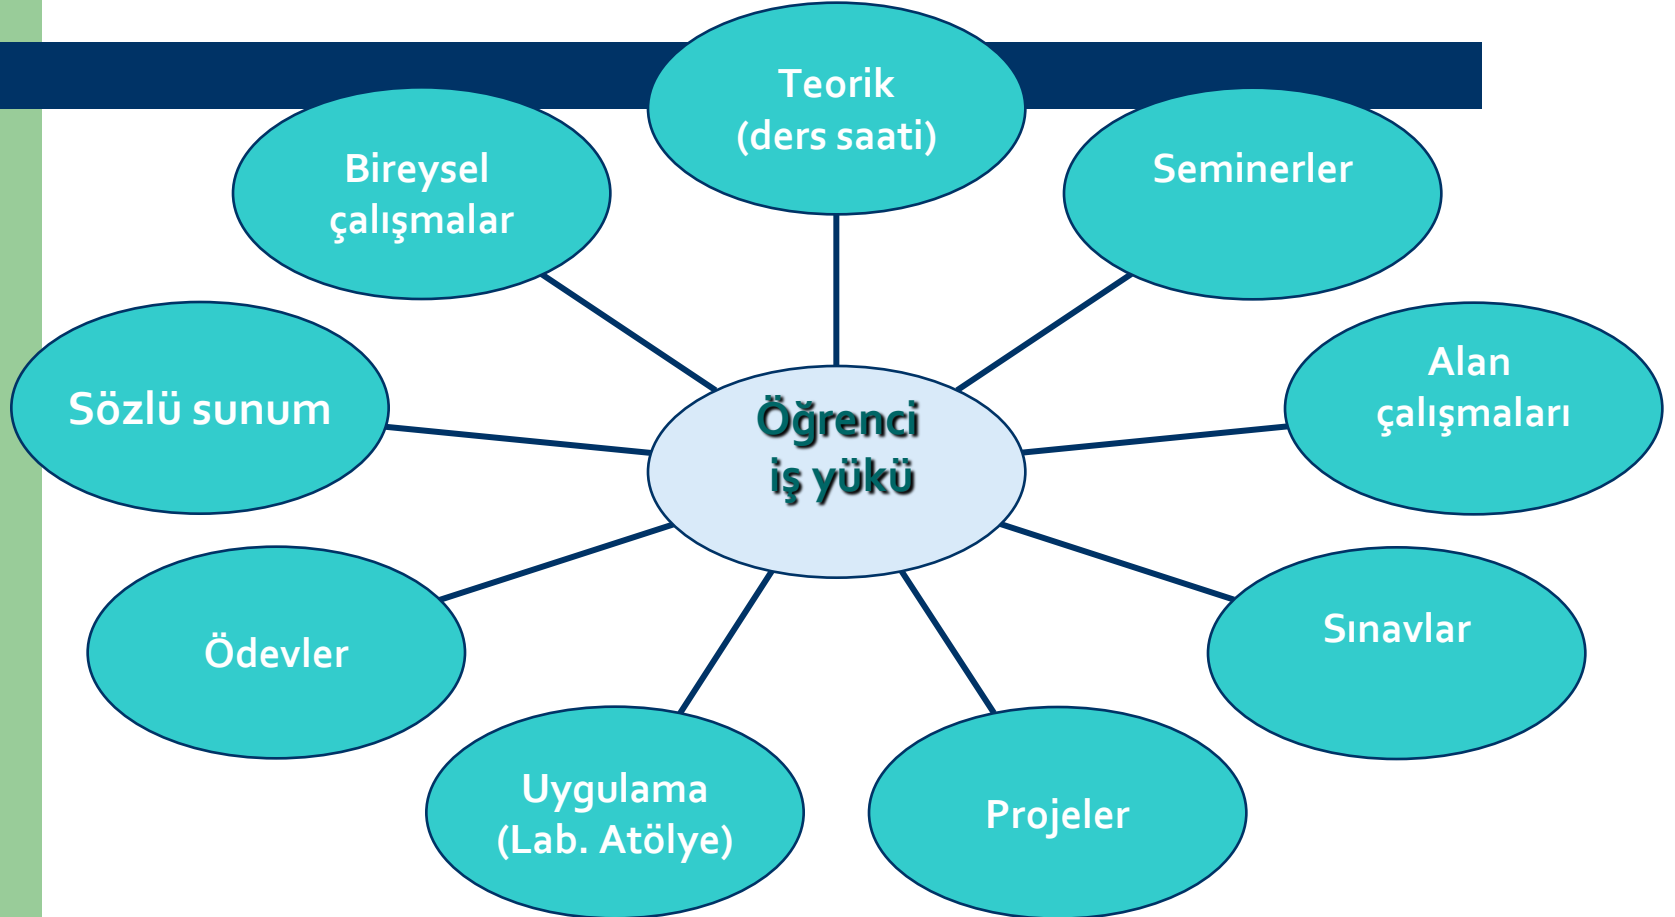 Teorik
(ders saati)
Bireysel
çalışmalar
Seminerler
Sözlü sunum
Öğrenci
iş yükü
Alan
çalışmaları
Ödevler
Sınavlar
Uygulama
(Lab. Atölye)
Projeler